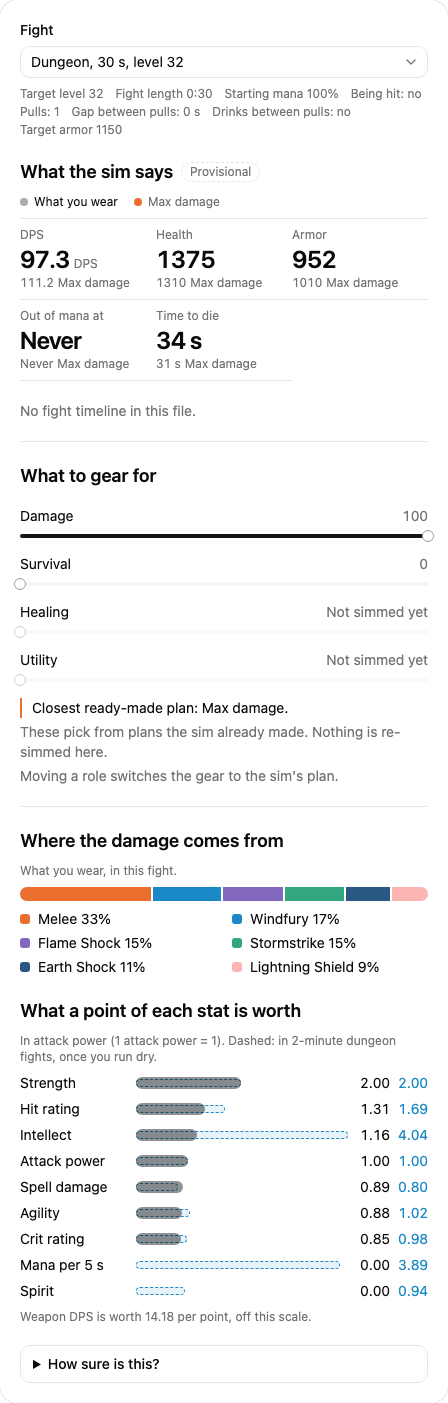 Fight
Dungeon, 30 s, level 32
Target level 32 Fight length 0:30 Starting mana 100% Being hit: no
Pulls: 1 Gap between pulls: 0 s Drinks between pulls: no
Target armor 1150
What the sim says Provisional
What you wear Max damage
DPS Health Armor
97.3 DPS 1375 952
111.2 Max damage 1310 Max damage 1010 Max damage
Out of mana at Time to die
Never 34 s
Never Max damage 31 s Max damage
No fight timeline in this file.
What to gear for
Damage 100
Survival 0
Healing Not simmed yet
Utility Not simmed yet
Closest ready-made plan: Max damage.
These pick from plans the sim already made. Nothing is re-
simmed here.
Moving a role switches the gear to the sim's plan.
Where the damage comes from
What you wear, in this fight.
Melee 33% Windfury 17%
Flame Shock 15% Stormstrike 15%
Earth Shock 11% Lightning Shield 9%
What a point of each stat is worth
In attack power (1 attack power = 1). Dashed: in 2-minute dungeon
fights, once you run dry.
Strength 2.00 2.00
Hit rating 1.31 1.69
Intellect 1.16 4.04
Attack power 1.00 1.00
Spell damage 0.89 0.80
Agility 0.88 1.02
Crit rating 0.85 0.98
Mana per 5 s 0.00 3.89
Spirit 0.00 0.94
Weapon DPS is worth 14.18 per point, off this scale.
How sure is this?